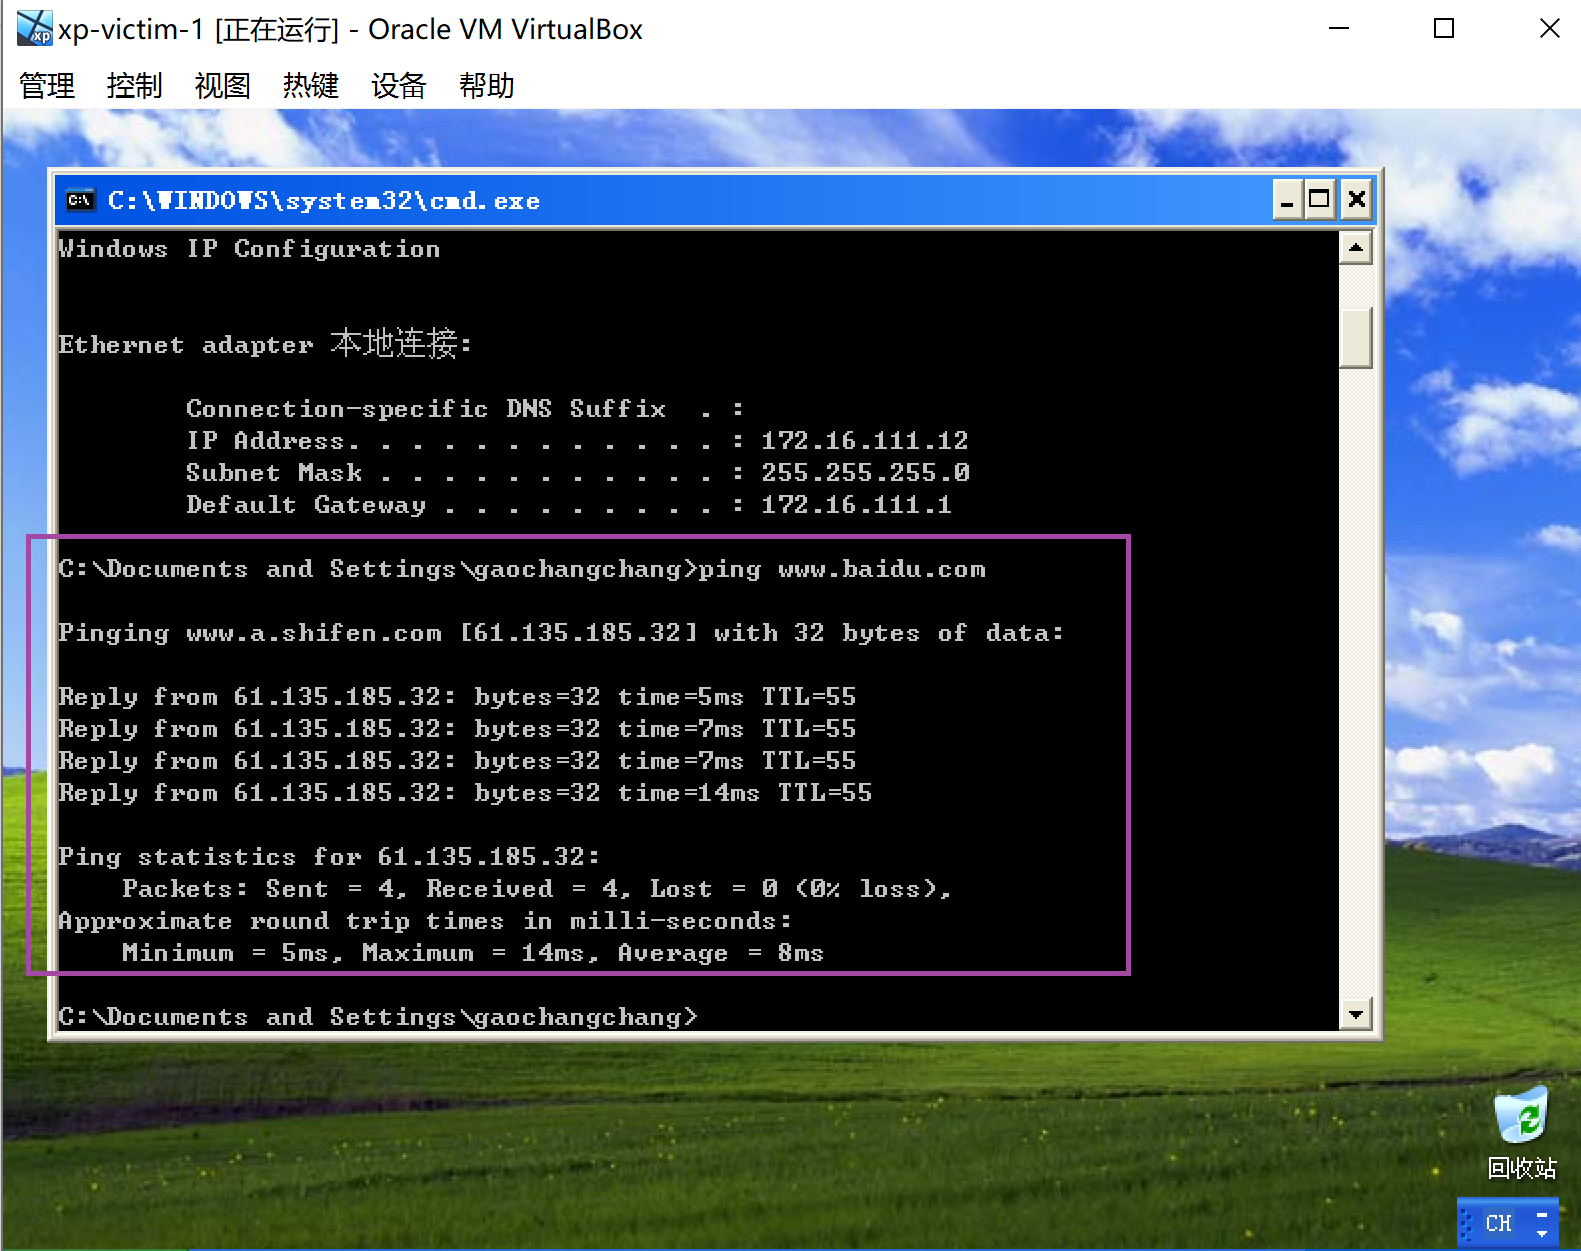 xp-victim-1 [正在运行] - Oracle VM VirtualBox
管理 控制 视图 热键 设备 帮助
C:\WINDOWS\system32\cmd.exe
Windows IP Configuration
Ethernet adapter 本地连接:
Connection-specific DNS Suffix  . :
IP Address. . . . . . . . . . . . : 172.16.111.12
Subnet Mask . . . . . . . . . . . : 255.255.255.0
Default Gateway . . . . . . . . . : 172.16.111.1
C:\Documents and Settings\gaochangchang>ping www.baidu.com
Pinging www.a.shifen.com [61.135.185.32] with 32 bytes of data:
Reply from 61.135.185.32: bytes=32 time=5ms TTL=55
Reply from 61.135.185.32: bytes=32 time=7ms TTL=55
Reply from 61.135.185.32: bytes=32 time=7ms TTL=55
Reply from 61.135.185.32: bytes=32 time=14ms TTL=55
Ping statistics for 61.135.185.32:
Packets: Sent = 4, Received = 4, Lost = 0 (0% loss),
Approximate round trip times in milli-seconds:
Minimum = 5ms, Maximum = 14ms, Average = 8ms
C:\Documents and Settings\gaochangchang>
回收站
CH